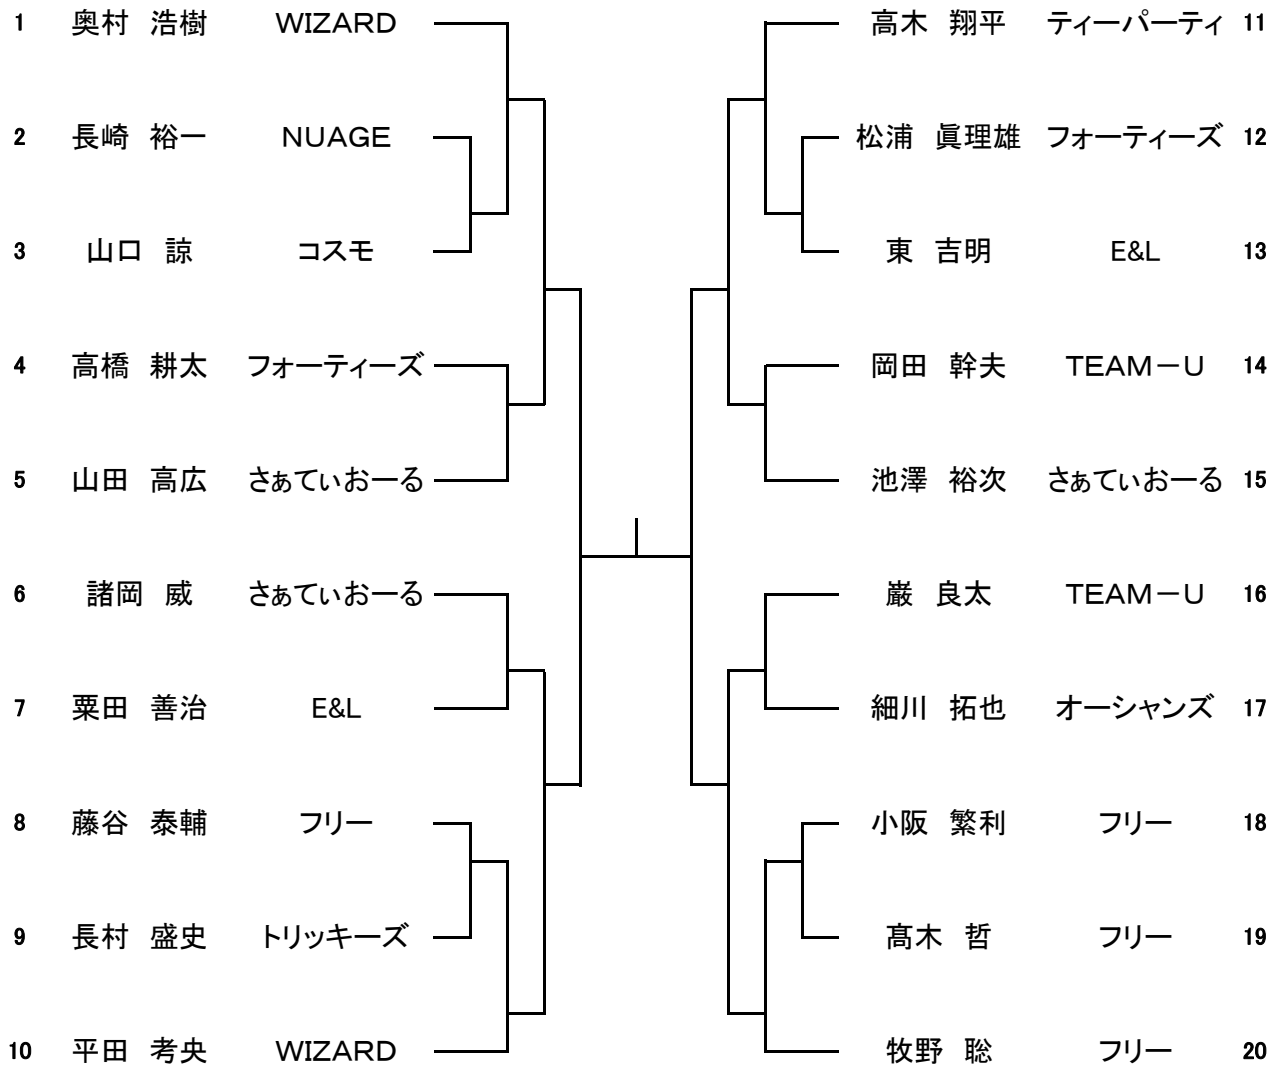 1 奥村 浩樹 WIZARD 高木 翔平 ティーパーティ 11
2 長崎 裕一 NUAGE 松浦 眞理雄 フォーティーズ 12
3 山口 諒 コスモ 東 吉明 E&L 13
4 高橋 耕太 フォーティーズ 岡田 幹夫 TEAM－U 14
5 山田 高広 さぁてぃおーる 池澤 裕次 さぁてぃおーる 15
6 諸岡 威 さぁてぃおーる 巌 良太 TEAM－U 16
7 粟田 善治 E&L 細川 拓也 オーシャンズ 17
8 藤谷 泰輔 フリー 小阪 繁利 フリー 18
9 長村 盛史 トリッキーズ 髙木 哲 フリー 19
10 平田 考央 WIZARD 牧野 聡 フリー 20